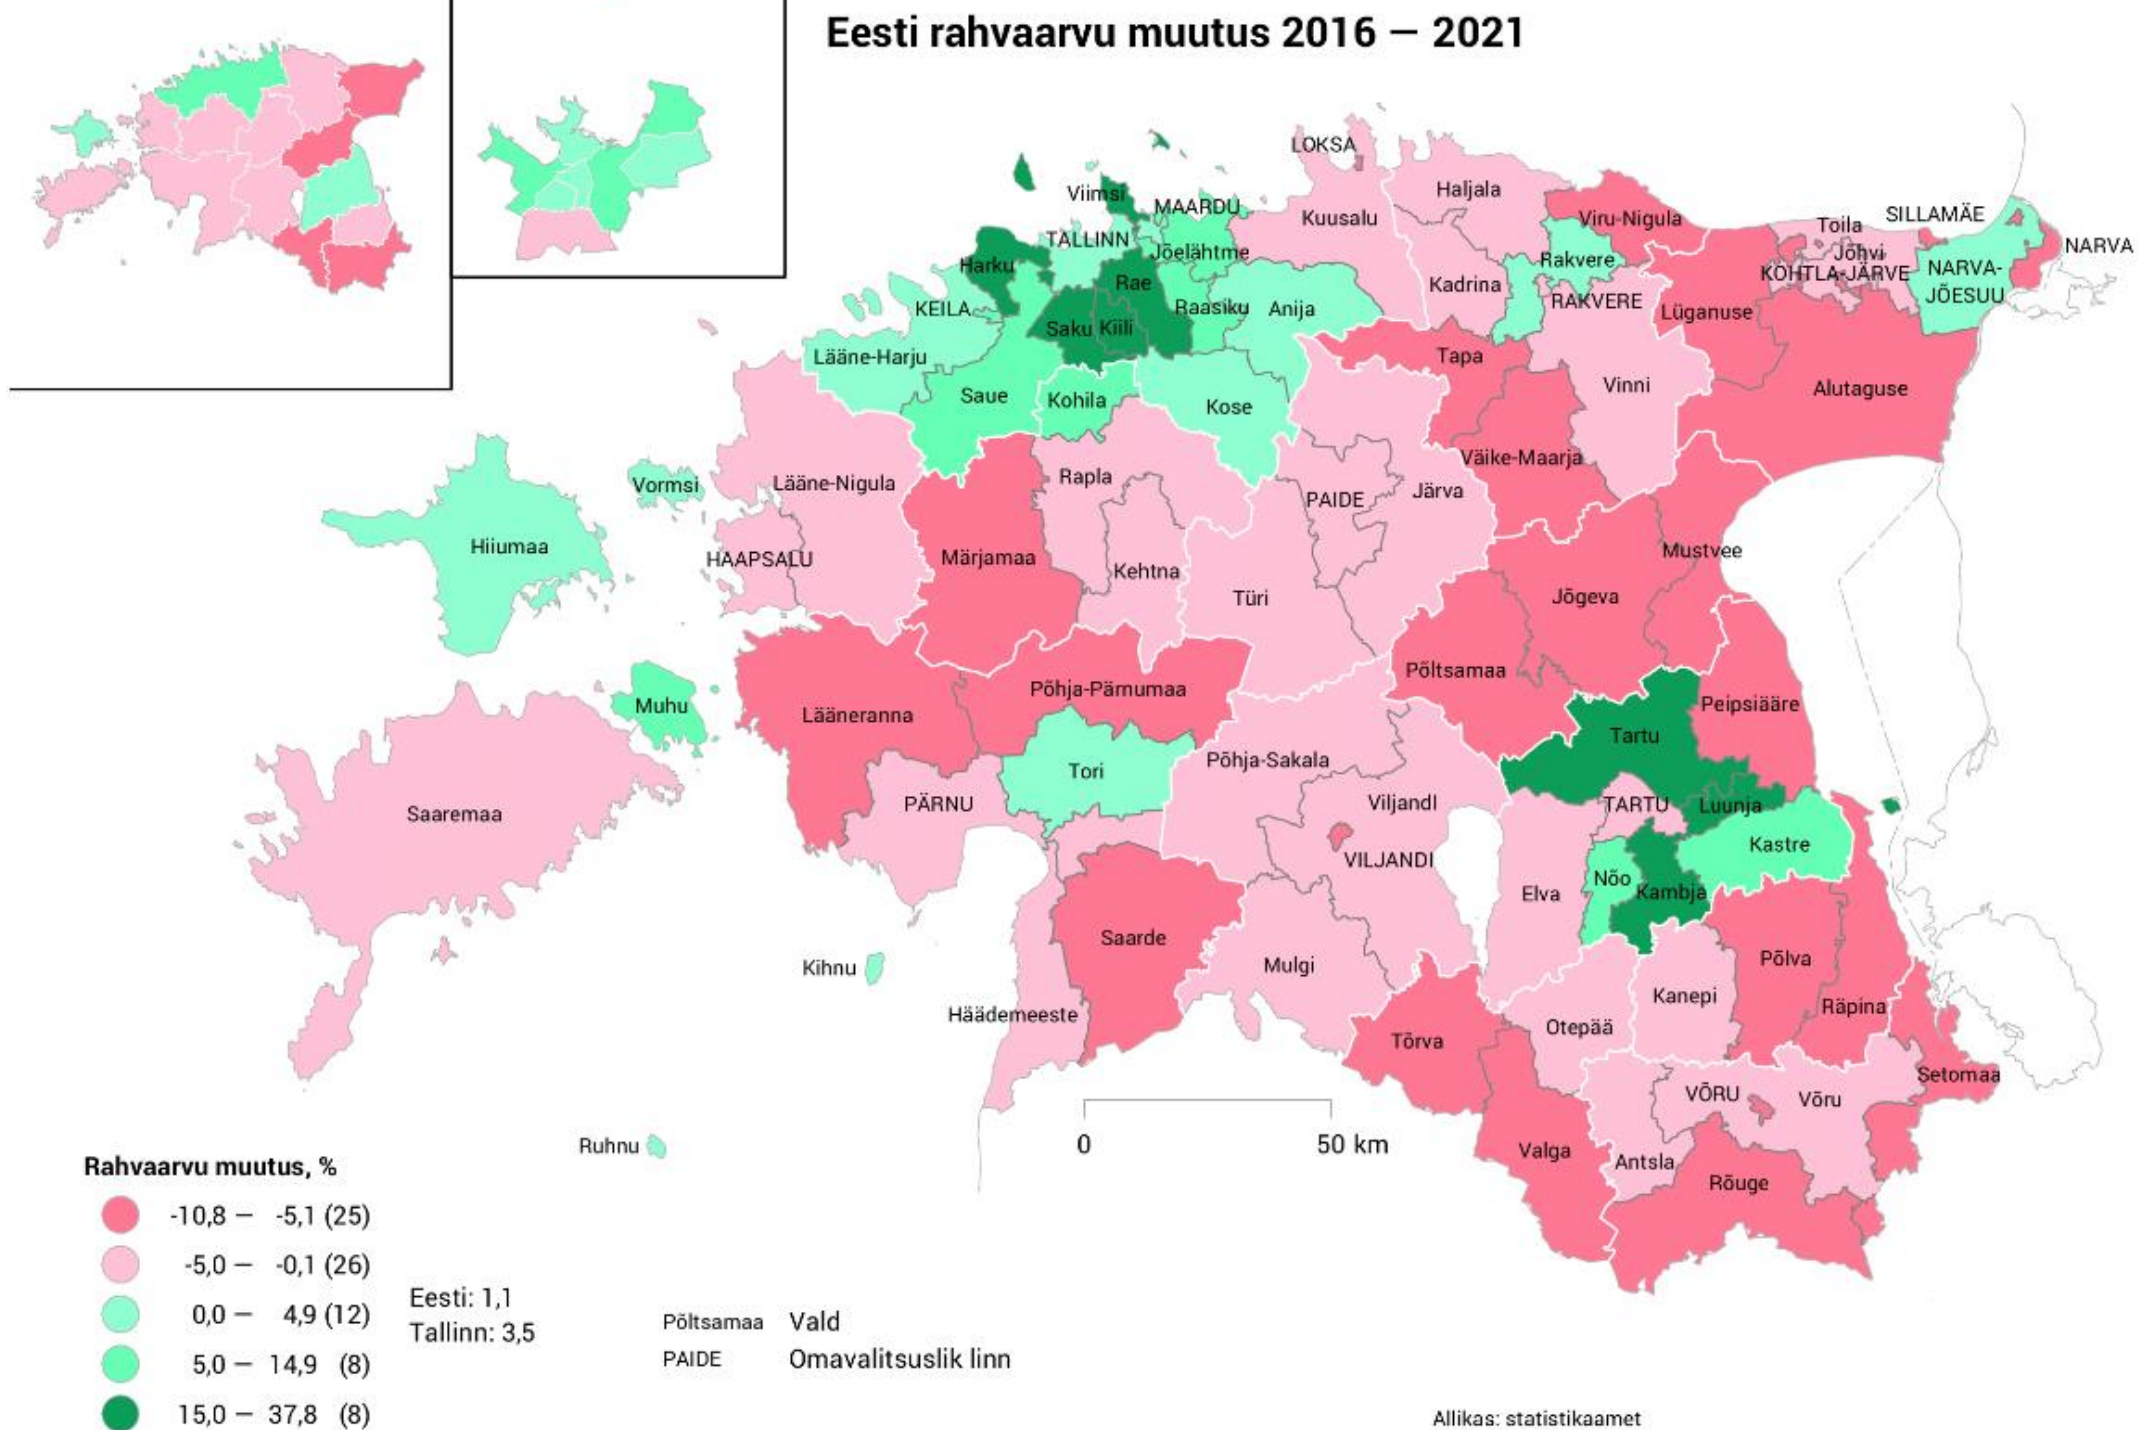 Eesti rahvaarvu muutus 2016 — 2021
LOKSA
Haljala
Viimsi
MAARDU
Kuusalu
Viru-Nigula
Toila
SILLAMÄE
NARVA
TALLINN
Jõelähtme
Harku
Rae
Rakvere
Jõhvi
KOHTLA-JÄRVE
NARVA-
JÕESUU
Kadrina
RAKVERE
KEILA
Raasiku
Anija
Lüganuse
Saku
Kiili
Lääne-Harju
Tapa
Vinni
Alutaguse
Saue
Kohila
Kose
Väike-Maarja
Rapla
Lääne-Nigula
Vormsi
PAIDE
Järva
Hiiumaa
HAAPSALU
Märjamaa
Kehtna
Mustvee
Türi
Jõgeva
Põltsamaa
Põhja-Pärnumaa
Peipsiääre
Muhu
Lääneranna
Tartu
Põhja-Sakala
Tori
PÄRNU
Viljandi
TARTU
Luunja
Saaremaa
Kastre
VILJANDI
Nõo
Elva
Kambja
Saarde
Põlva
Kihnu
Mulgi
Kanepi
Räpina
Häädemeeste
Otepää
Tõrva
Setomaa
VÕRU
Võru
0
50 km
Ruhnu
Valga
Antsla
Rõuge
Rahvaarvu muutus, %
-10,8 — -5,1 (25)
-5,0 — -0,1 (26)
0,0 — 4,9 (12)
5,0 — 14,9 (8)
15,0 — 37,8 (8)
Eesti: 1,1
Tallinn: 3,5
Põltsamaa Vald
PAIDE Omavalitsuslik linn
Allikas: statistikaamet